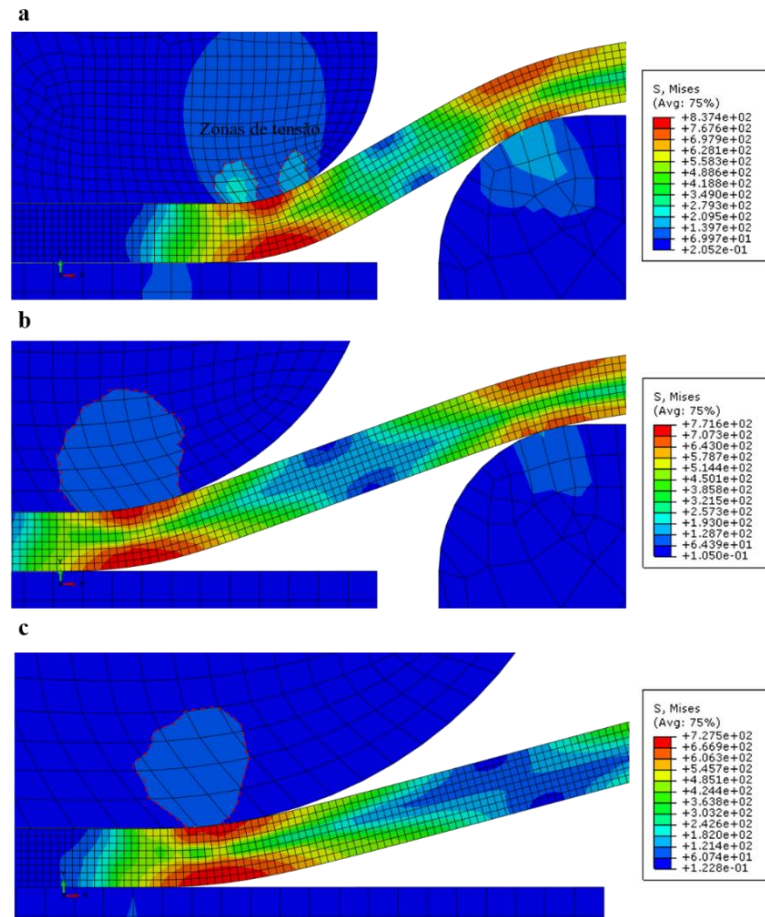 a
Zonas de tensão
S, Mises
(Avg: 75%)
+8.374e+02
+7.676e+02
+6.979e+02
+6.281e+02
+5.583e+02
+4.886e+02
+4.188e+02
+3.490e+02
+2.793e+02
+2.095e+02
+1.397e+02
+6.997e+01
+2.052e-01
b
S, Mises
(Avg: 75%)
+7.716e+02
+7.073e+02
+6.430e+02
+5.787e+02
+5.144e+02
+4.501e+02
+3.858e+02
+3.215e+02
+2.573e+02
+1.930e+02
+1.287e+02
+6.439e+01
+1.050e-01
c
S, Mises
(Avg: 75%)
+7.275e+02
+6.669e+02
+6.063e+02
+5.457e+02
+4.851e+02
+4.244e+02
+3.638e+02
+3.032e+02
+2.426e+02
+1.820e+02
+1.214e+02
+6.074e+01
+1.228e-01